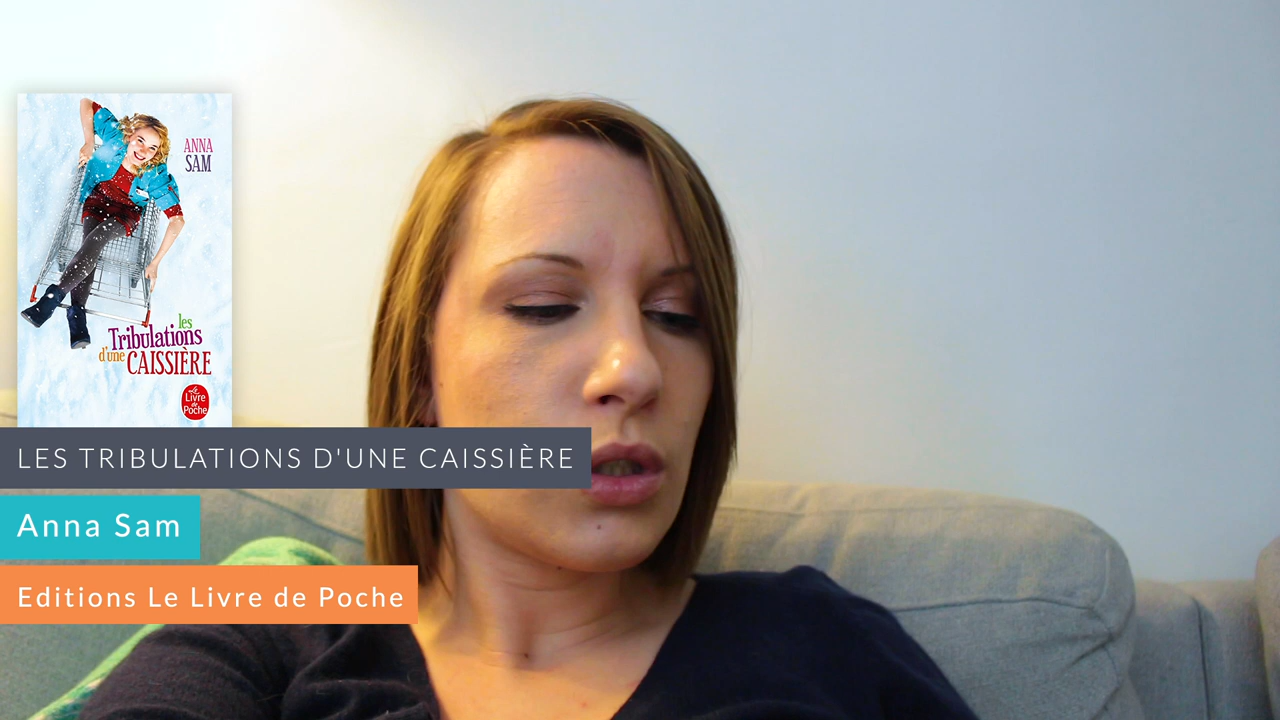 ANNA
SAM
les
Tribulations
d'une CAISSIÈRE
Le
Livre
de
Poche
LES TRIBULATIONS D'UNE CAISSIÈRE
Anna Sam
Editions Le Livre de Poche